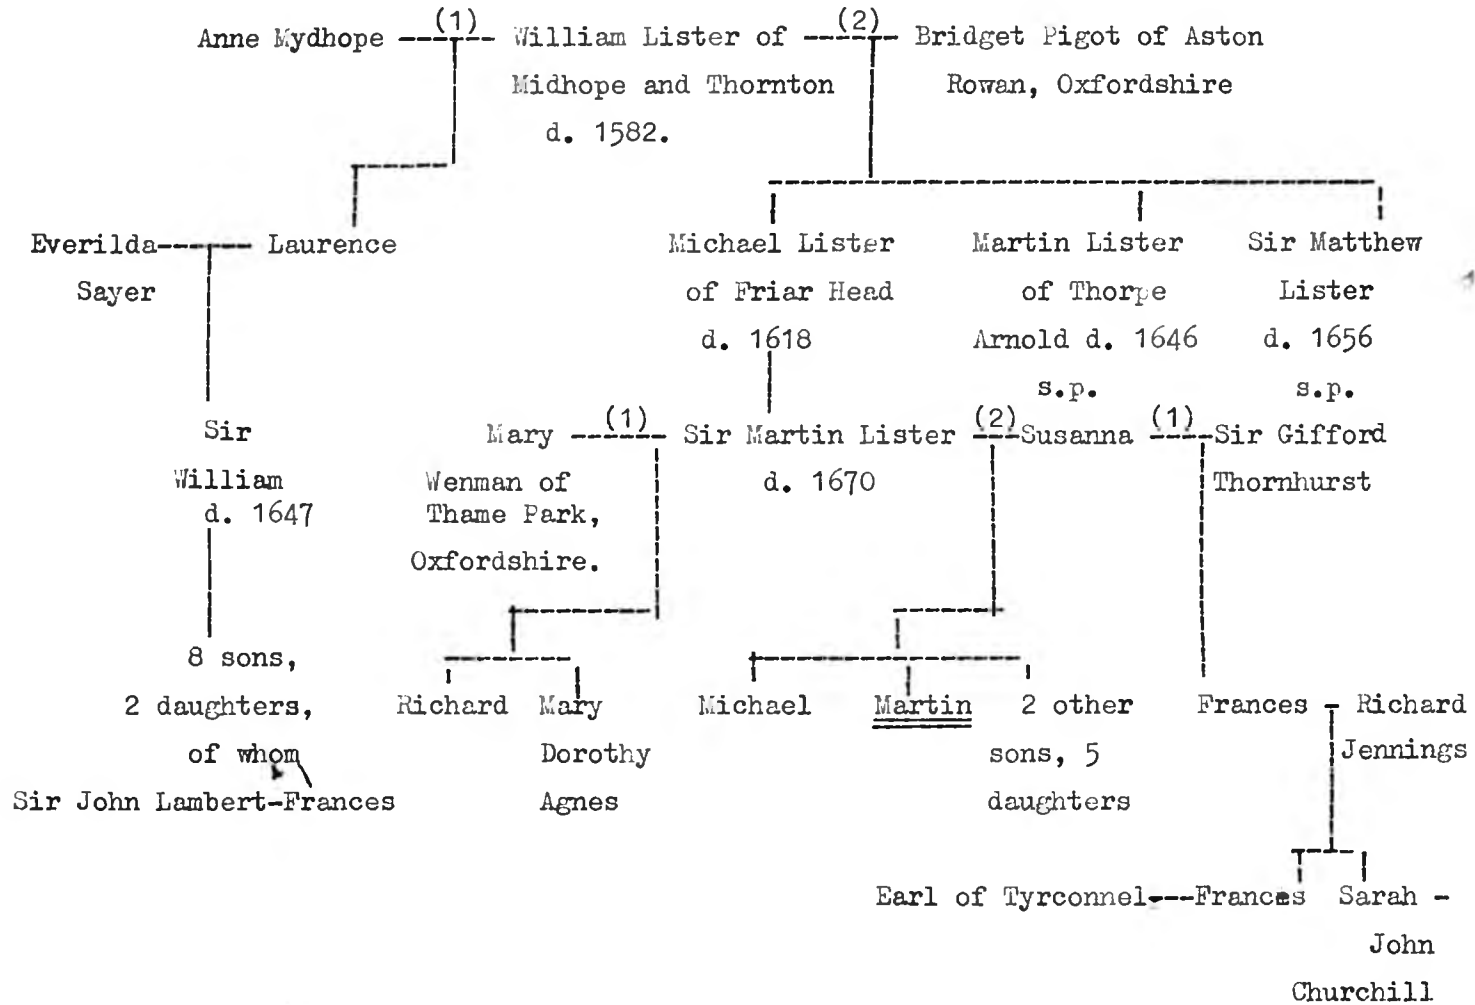 Anne Mydhope (1) William Lister of (2) Bridget Pigot of Aston
Midhope and Thornton Rowan, Oxfordshire
d. 1582.
Everilda Laurence Michael Lister Martin Lister Sir Matthew
Sayer of Friar Head of Thorpe Lister
d. 1618 Arnold d. 1646 d. 1656
s.p. s.p.
Sir Mary (1) Sir Martin Lister (2) Susanna (1) Sir Gifford
William Wenman of d. 1670 Thornhurst
d. 1647 Thame Park,
Oxfordshire.
8 sons,
2 daughters, Richard Mary Michael Martin 2 other Frances - Richard
of whom Dorothy sons, 5 Jennings
Sir John Lambert-Frances Agnes daughters
Earl of Tyrconnel---Frances Sarah -
John
Churchill